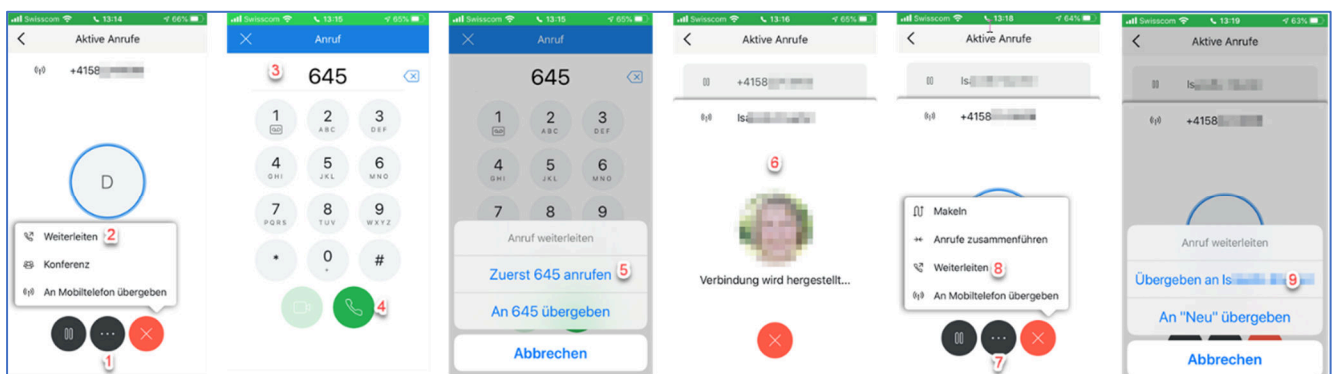 Swisscom 13:14 66%
Aktive Anrufe
+4158
D
Weiterleiten 2
Konferenz
An Mobiltelefon übergeben
1
Swisscom 13:15 65%
Anruf
3 645
1 2 3
ABC DEF
4 5 6
GHI JKL MNO
7 8 9
PQRS TUV WXYZ
* 0 #
+
4
Swisscom 13:15 65%
Anruf
645
1 2 3
ABC DEF
4 5 6
GHI JKL MNO
7 8 9
Anruf weiterleiten
Zuerst 645 anrufen 5
An 645 übergeben
Abbrechen
Swisscom 13:16 65%
Aktive Anrufe
+4158
Isa
6
Verbindung wird hergestellt...
Swisscom 13:18 64%
Aktive Anrufe
Is
+4158
Makeln
Anrufe zusammenführen
Weiterleiten 8
An Mobiltelefon übergeben
7
Swisscom 13:19 63%
Aktive Anrufe
Is
+4158
Anruf weiterleiten
Übergeben an Is 9
An "Neu" übergeben
Abbrechen